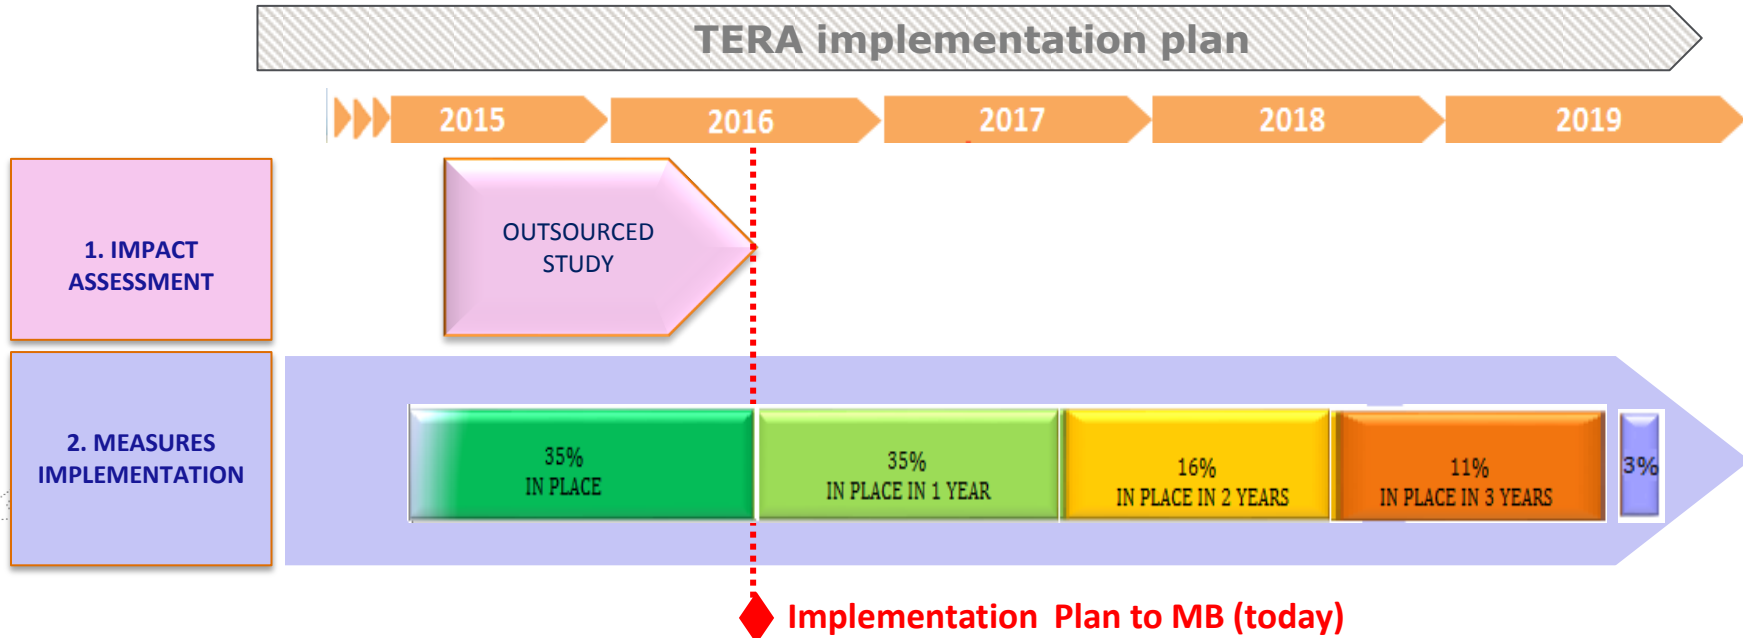 TERA implementation plan
2015
2016
2017
2018
2019
1. IMPACT
ASSESSMENT
OUTSOURCED
STUDY
2. MEASURES
IMPLEMENTATION
35%
IN PLACE
35%
IN PLACE IN 1 YEAR
16%
IN PLACE IN 2 YEARS
11%
IN PLACE IN 3 YEARS
3%
Implementation Plan to MB (today)